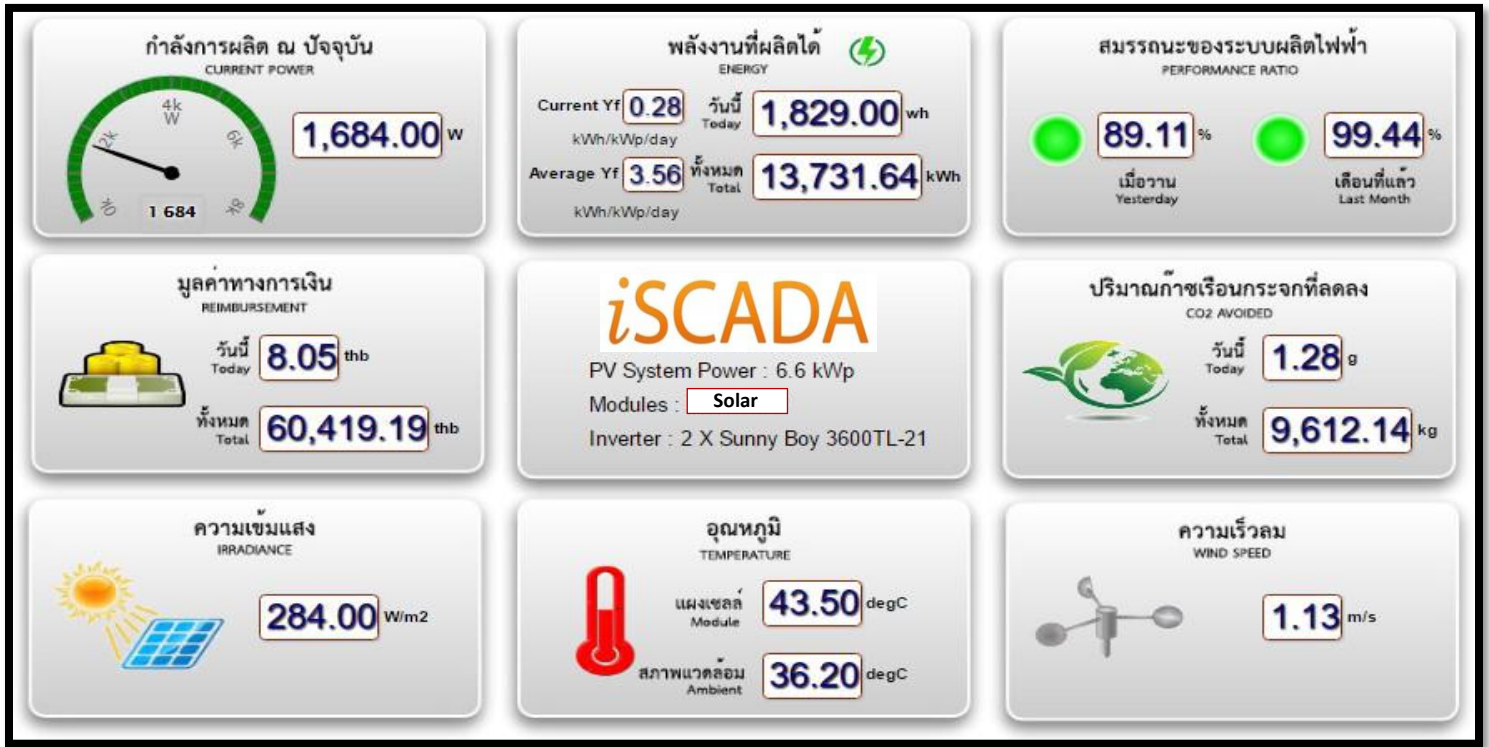 กำลังการผลิต ณ ปัจจุบัน
CURRENT POWER
0k
2k
4k
W
6k
8k
1 684
1,684.00 W
พลังงานที่ผลิตได้
ENERGY
Current Yf 0.28 วันนี้ 1,829.00 wh
Today
kWh/kWp/day
Average Yf 3.56 ทั้งหมด 13,731.64 kWh
Total
kWh/kWp/day
สมรรถนะของระบบผลิตไฟฟ้า
PERFORMANCE RATIO
89.11 % 99.44 %
เมื่อวาน เดือนที่แล้ว
Yesterday Last Month
มูลค่าทางการเงิน
REIMBURSEMENT
วันนี้ 8.05 thb
Today
ทั้งหมด 60,419.19 thb
Total
iSCADA
PV System Power : 6.6 kWp
Modules : Solar
Inverter : 2 X Sunny Boy 3600TL-21
ปริมาณก๊าซเรือนกระจกที่ลดลง
CO2 AVOIDED
วันนี้ 1.28 g
Today
ทั้งหมด 9,612.14 kg
Total
ความเข้มแสง
IRRADIANCE
284.00 W/m2
อุณหภูมิ
TEMPERATURE
แผงเซลล์ 43.50 degC
Module
สภาพแวดล้อม 36.20 degC
Ambient
ความเร็วลม
WIND SPEED
1.13 m/s